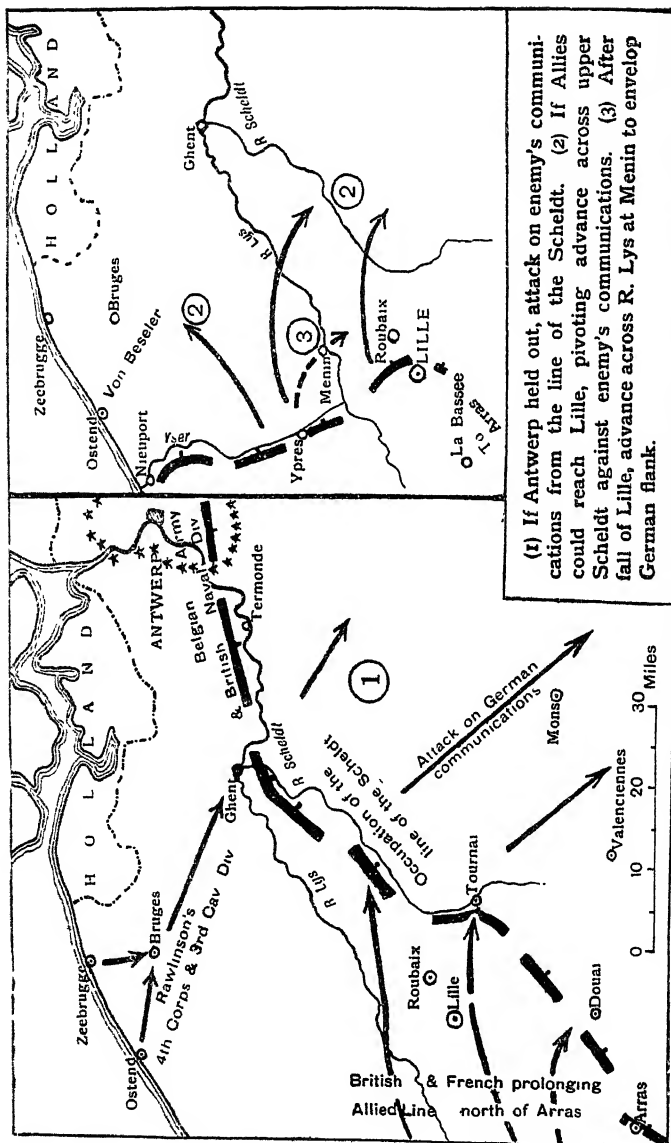 HOLLAND
Zeebrugge
Ostend
Bruges
Rawlinson's
4th Corps & 3rd Cav Div
ANTWERP
Belgian Army
& British Naval Div
Termonde
Ghent
R Scheldt
R Lys
Occupation of the
line of the Scheldt
1
Attack on German
communications
Mons
Valenciennes
Tournai
Roubaix
Lille
Douai
Arras
British & French prolonging
Allied Line north of Arras
0 10 20 30 Miles
HOLLAND
Zeebrugge
Ostend
Bruges
Von Beseler
Nieuport
Yser
Ypres
Ghent
R Scheldt
R Lys
2
3
2
Menin
Roubaix
LILLE
La Bassee
To
Arras
(1) If Antwerp held out, attack on enemy's communi-
cations from the line of the Scheldt. (2) If Allies
could reach Lille, pivoting advance across upper
Scheldt against enemy's communications. (3) After
fall of Lille, advance across R. Lys at Menin to envelop
German flank.